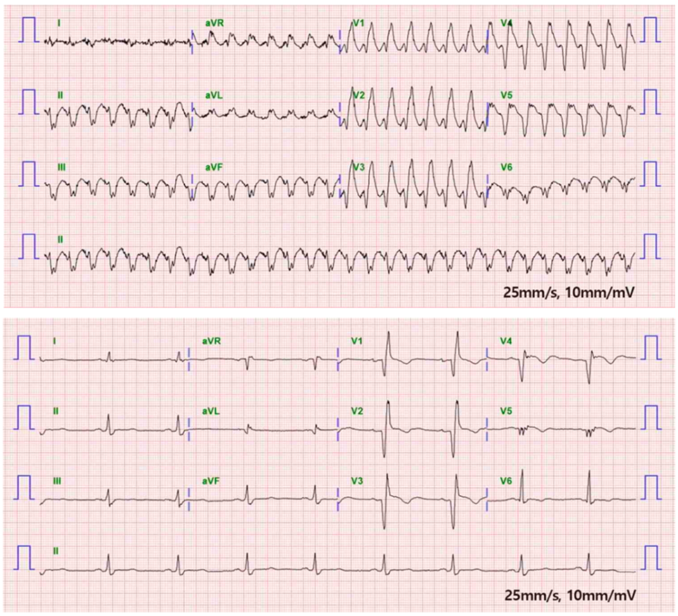 I aVR V1 V4
II aVL V2 V5
III aVF V3 V6
II
25mm/s, 10mm/mV
I aVR V1 V4
II aVL V2 V5
III aVF V3 V6
II
25mm/s, 10mm/mV